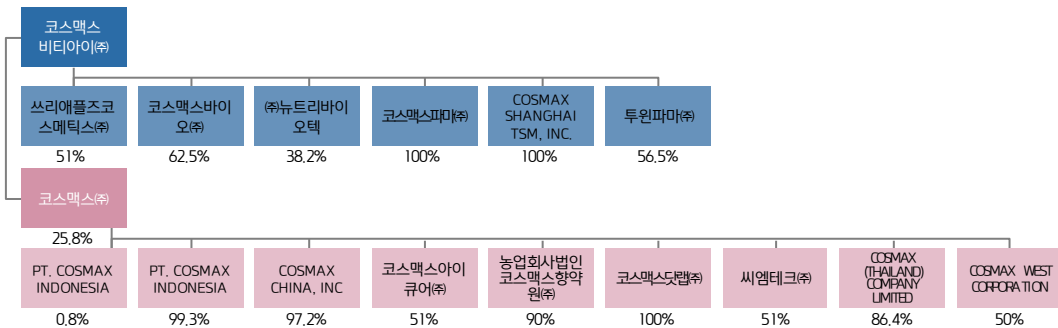 코스맥스
비티아이㈜
쓰리애플즈코
스메틱스㈜
코스맥스바이
오㈜
㈜뉴트리바이
오텍
코스맥스파마㈜
COSMAX
SHANGHAI
TSM, INC.
투윈파마㈜
51%
62.5%
38.2%
100%
100%
56.5%
코스맥스㈜
25.8%
PT. COSMAX
INDONESIA
PT. COSMAX
INDONESIA
COSMAX
CHINA, INC
코스맥스아이
큐어㈜
농업회사법인
코스맥스향약
원㈜
코스맥스닷랩㈜
씨엠테크㈜
COSMAX
(THAILAND)
COMPANY
LIMITED
COSMAX WEST
CORPORATION
0.8%
99.3%
97.2%
51%
90%
100%
51%
86.4%
50%